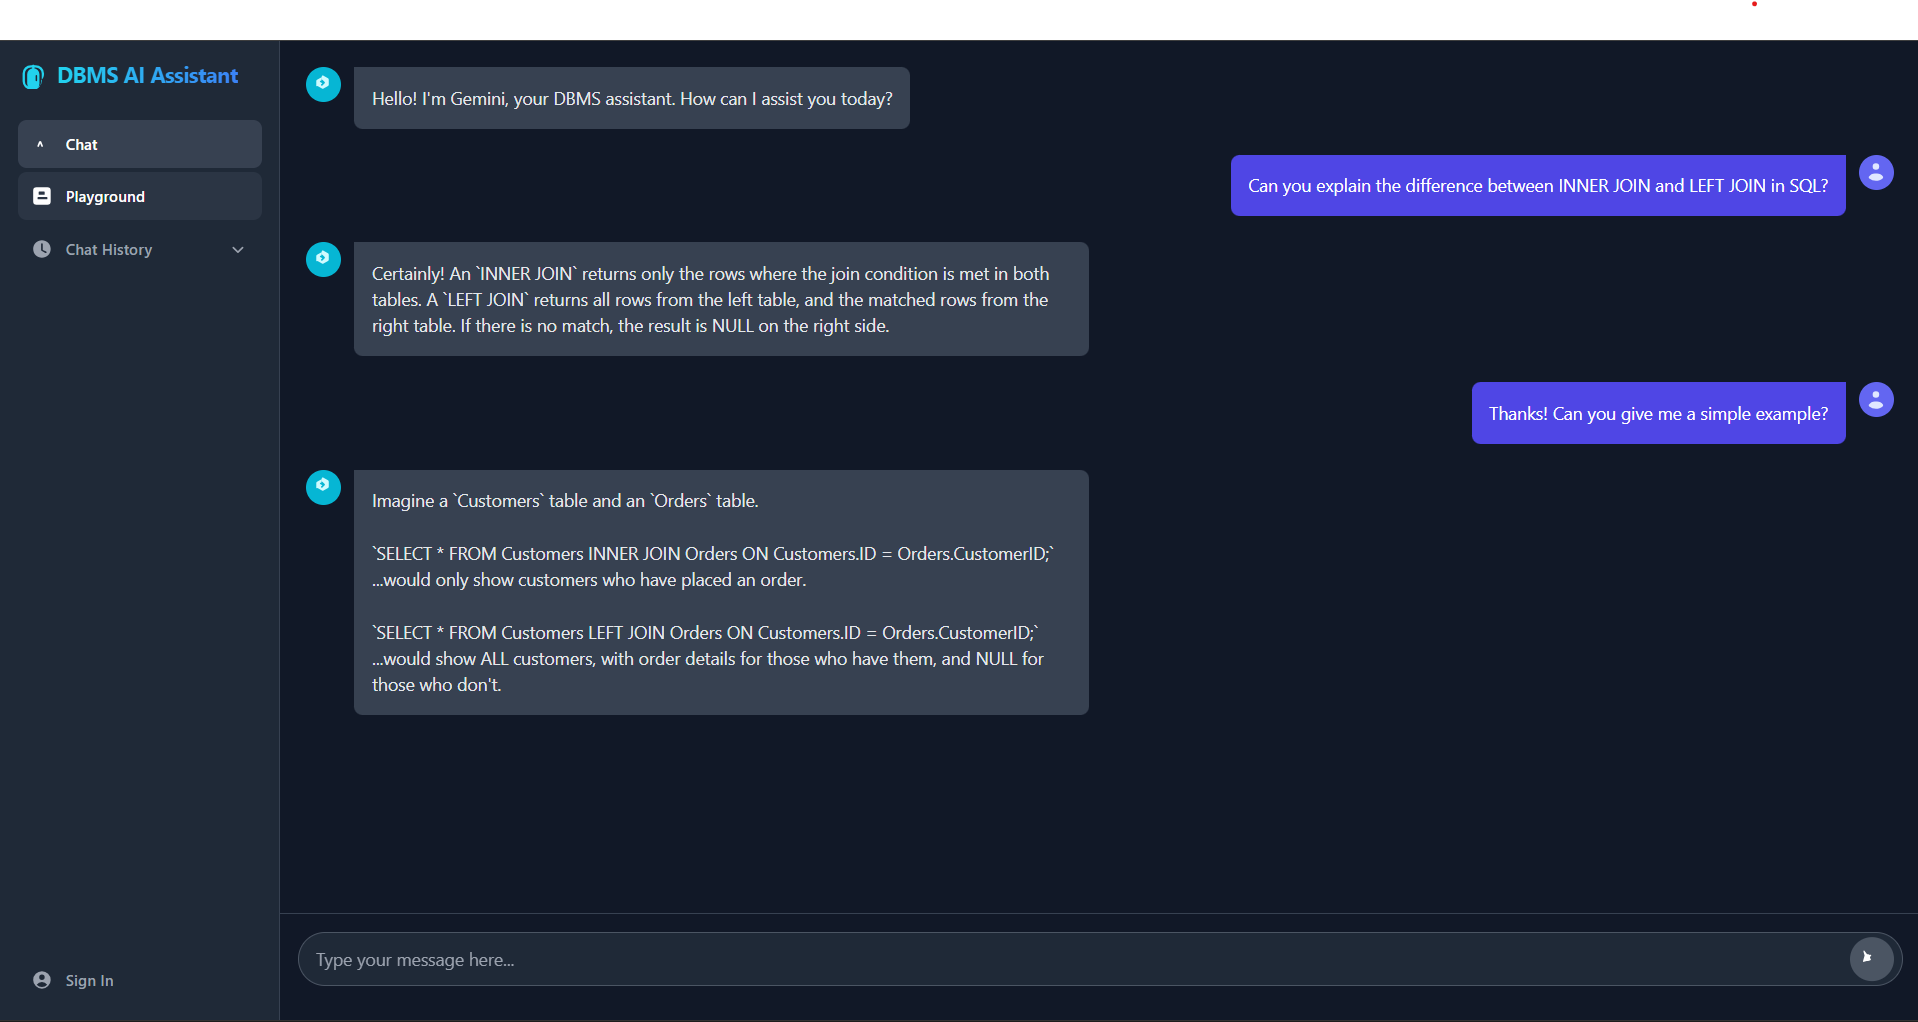 DBMS AI Assistant
Chat
Playground
Chat History
Sign In
Hello! I'm Gemini, your DBMS assistant. How can I assist you today?
Can you explain the difference between INNER JOIN and LEFT JOIN in SQL?
Certainly! An `INNER JOIN` returns only the rows where the join condition is met in both
tables. A `LEFT JOIN` returns all rows from the left table, and the matched rows from the
right table. If there is no match, the result is NULL on the right side.
Thanks! Can you give me a simple example?
Imagine a `Customers` table and an `Orders` table.
`SELECT * FROM Customers INNER JOIN Orders ON Customers.ID = Orders.CustomerID;`
...would only show customers who have placed an order.
`SELECT * FROM Customers LEFT JOIN Orders ON Customers.ID = Orders.CustomerID;`
...would show ALL customers, with order details for those who have them, and NULL for
those who don't.
Type your message here...